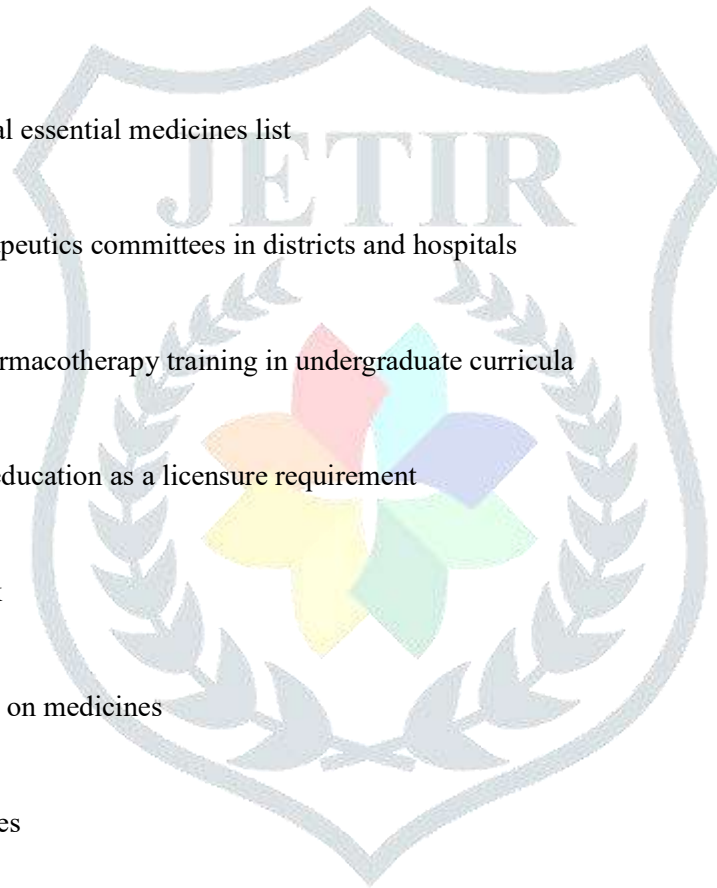 al essential medicines list
JETIR
peutics committees in districts and hospitals
rmacotherapy training in undergraduate curricula
education as a licensure requirement
on medicines
es